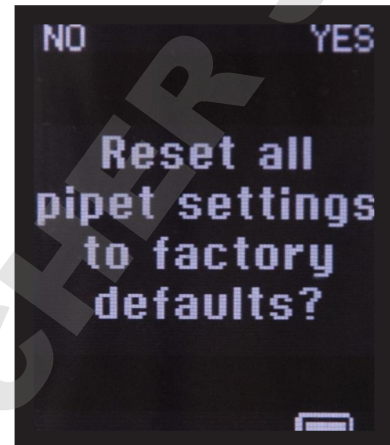 NO YES
Reset all
pipet settings
to factory
defaults?